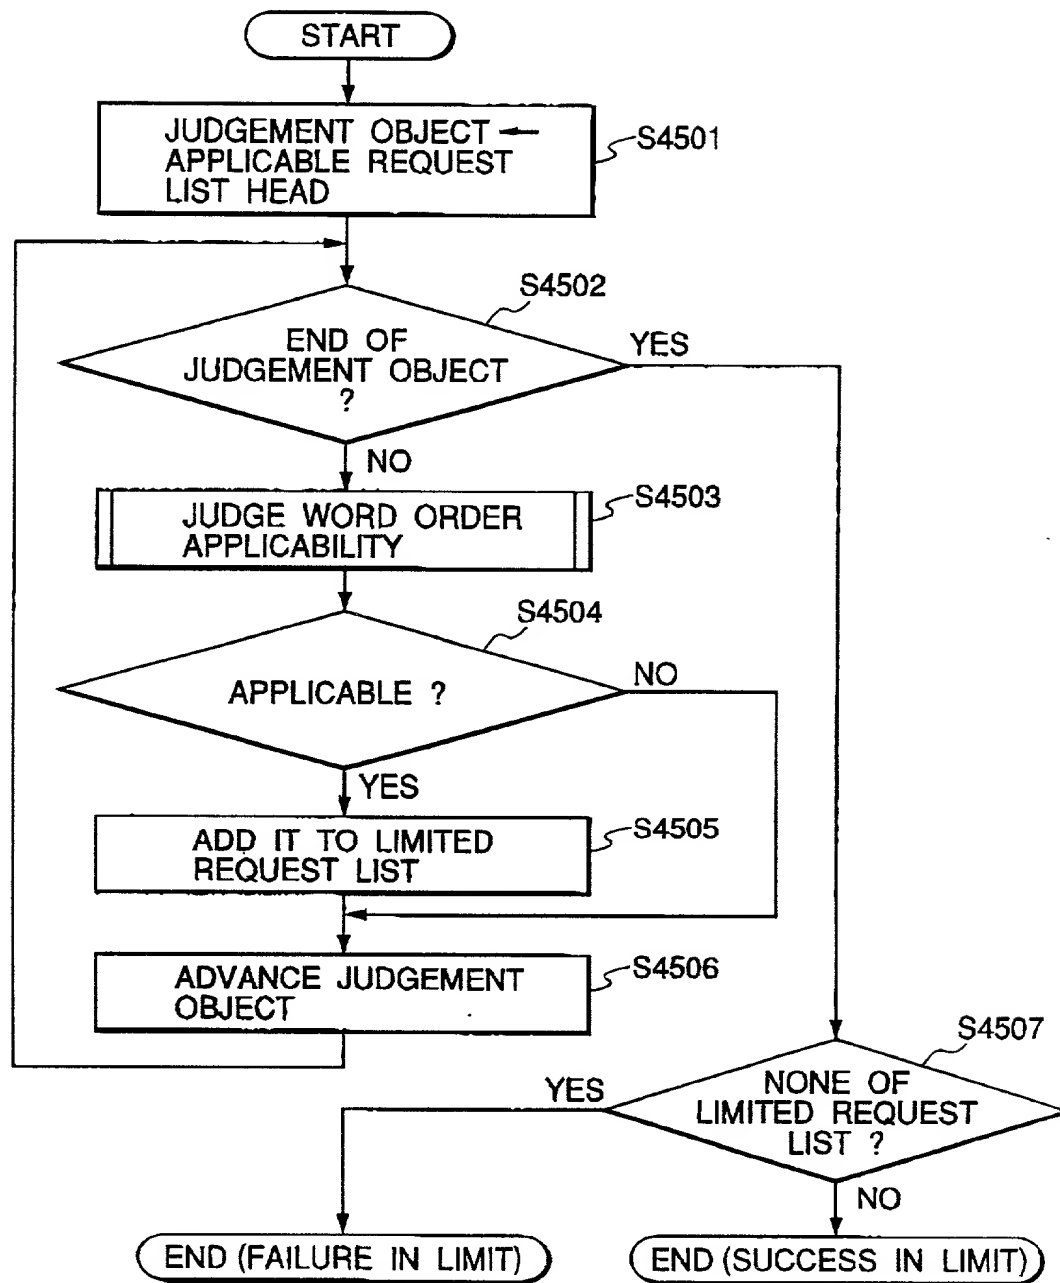 START
JUDGEMENT OBJECT ←
APPLICABLE REQUEST
LIST HEAD
S4501
S4502
END OF
JUDGEMENT OBJECT
?
YES
NO
JUDGE WORD ORDER
APPLICABILITY
S4503
S4504
APPLICABLE ?
NO
YES
ADD IT TO LIMITED
REQUEST LIST
S4505
ADVANCE JUDGEMENT
OBJECT
S4506
S4507
NONE OF
LIMITED REQUEST
LIST ?
YES
NO
END (FAILURE IN LIMIT)
END (SUCCESS IN LIMIT)